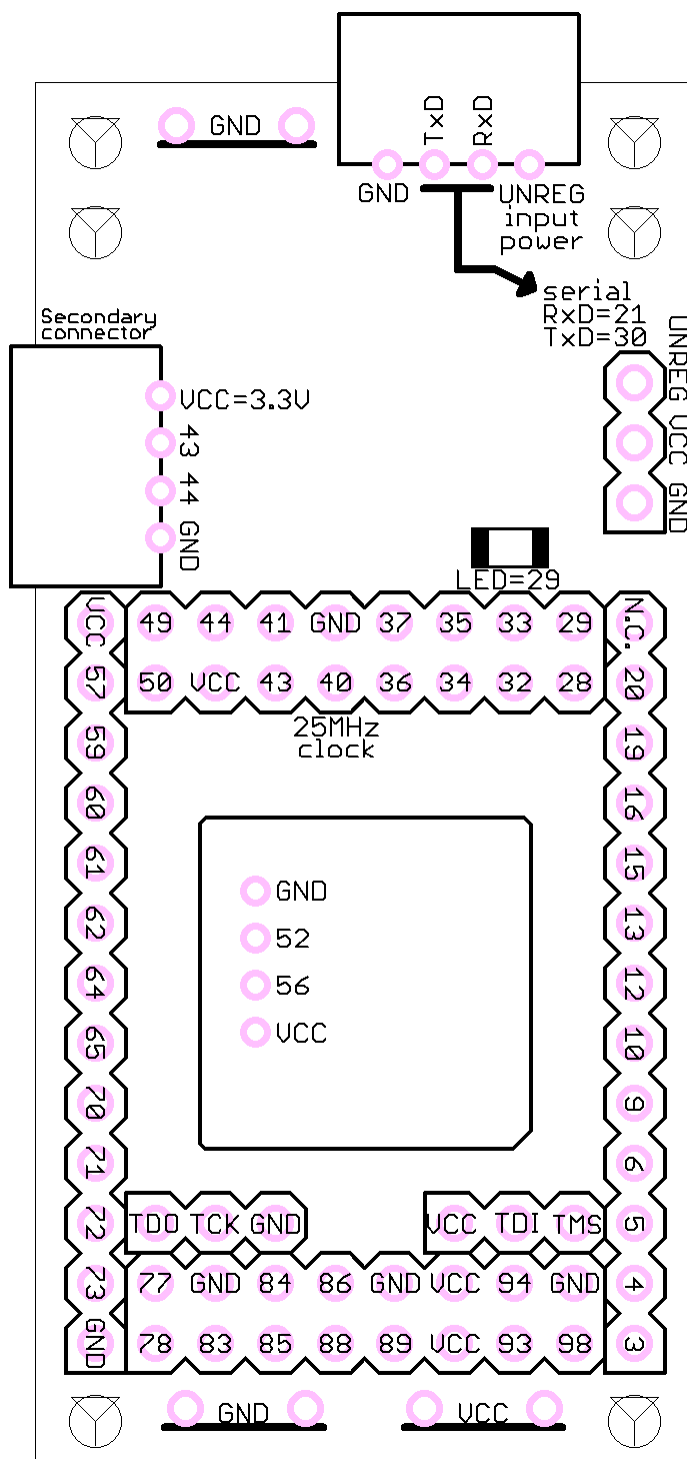 GND
TxD
RxD
GND
UNREG
input
power
serial
RxD=21
TxD=30
Secondary
connector
VCC=3.3V
43
44
GND
UNREG VCC GND
LED=29
VCC 49 44 41 GND 37 35 33 29 N.C.
57 50 VCC 43 40 36 34 32 28 20
25MHz
clock
59 19
60 16
61 15
62 13
64 12
65 10
70 9
71 6
GND
52
56
VCC
72 TDO TCK GND VCC TDI TMS 5
73 77 GND 84 86 GND VCC 94 GND 4
GND 78 83 85 88 89 VCC 93 98 3
GND VCC